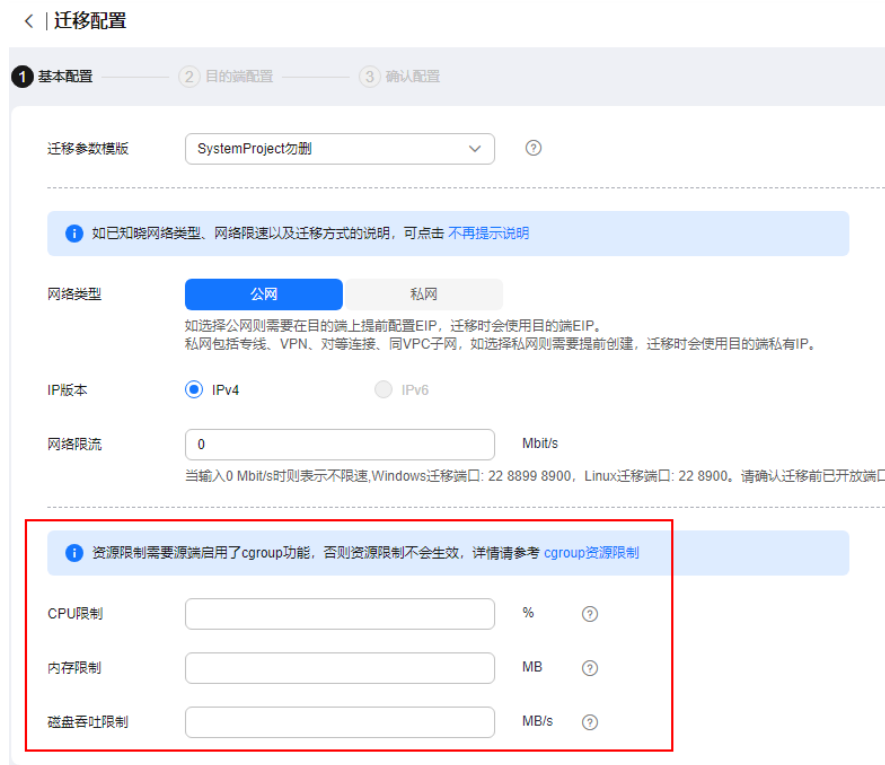 < | 迁移配置
1 基本配置 2 目的端配置 3 确认配置
迁移参数模版 SystemProject勿删 ?
如已知晓网络类型、网络限速以及迁移方式的说明，可点击 不再提示说明
网络类型 公网 私网
如选择公网则需要在目的端上提前配置EIP，迁移时会使用目的端EIP。
私网包括专线、VPN、对等连接、同VPC子网，如选择私网则需要提前创建，迁移时会使用目的端私有IP。
IP版本 IPv4 IPv6
网络限流 0 Mbit/s
当输入0 Mbit/s时则表示不限速,Windows迁移端口: 22 8899 8900，Linux迁移端口: 22 8900。请确认迁移前已开放端口
资源限制需要源端启用了cgroup功能，否则资源限制不会生效，详情请参考 cgroup资源限制
CPU限制 % ?
内存限制 MB ?
磁盘吞吐限制 MB/s ?